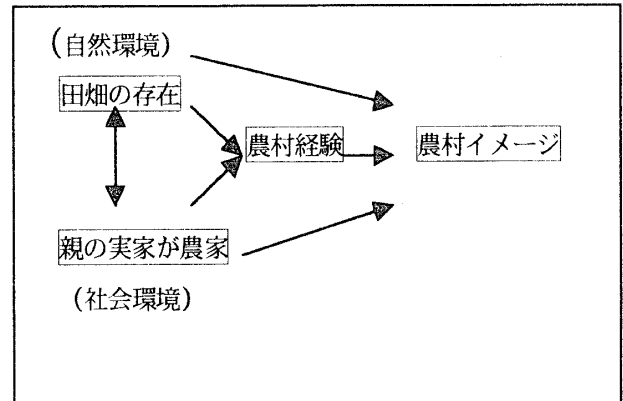 (自然環境)
田畑の存在
農村経験
農村イメージ
親の実家が農家
(社会環境)